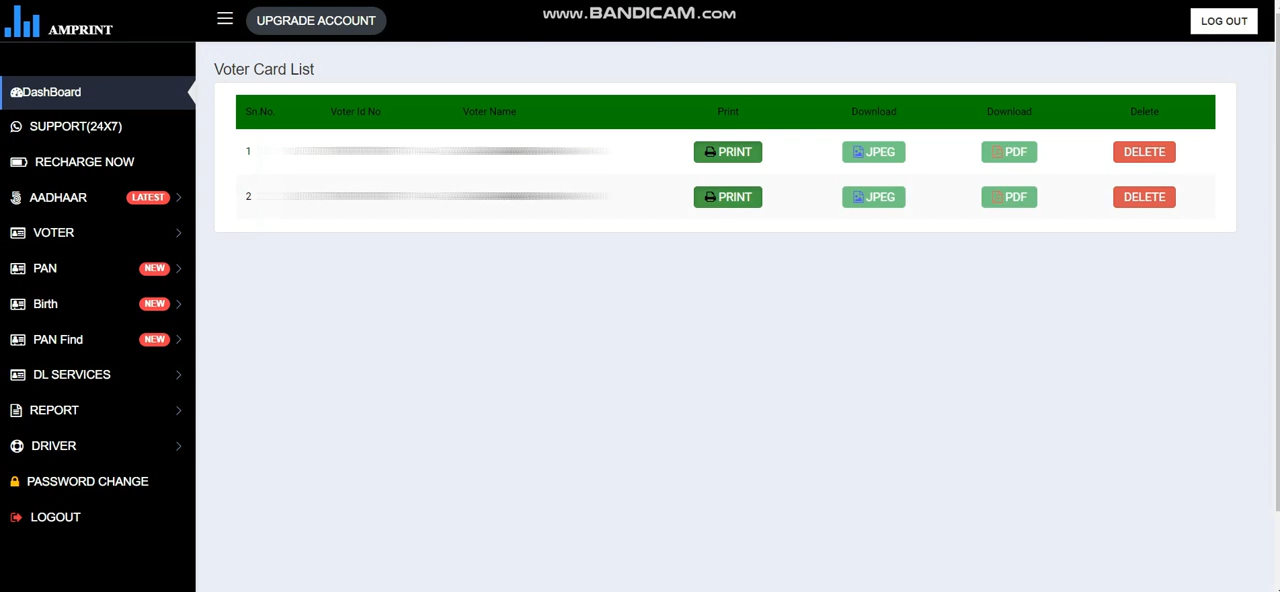 AMPRINT
UPGRADE ACCOUNT
www.BANDICAM.com
LOG OUT
DashBoard
SUPPORT(24X7)
RECHARGE NOW
AADHAAR LATEST
VOTER
PAN NEW
Birth NEW
PAN Find NEW
DL SERVICES
REPORT
DRIVER
PASSWORD CHANGE
LOGOUT
Voter Card List
Sn.No. Voter Id No Voter Name Print Download Download Delete
1 PRINT JPEG PDF DELETE
2 PRINT JPEG PDF DELETE